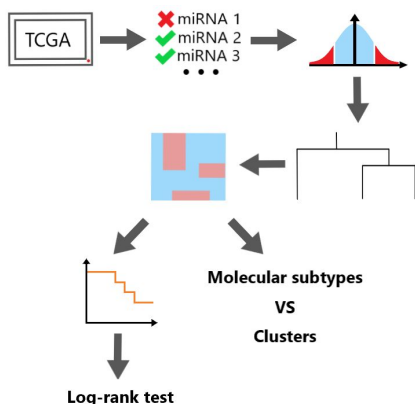 TCGA
miRNA 1
miRNA 2
miRNA 3
• • •
Molecular subtypes
VS
Clusters
Log-rank test